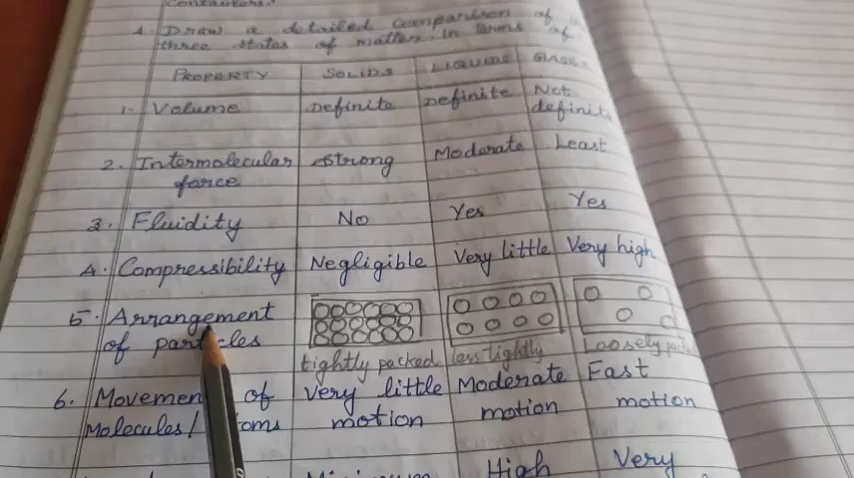 Containers.
1. Draw a detailed comparison of
three states of matter in terms of
PROPERTY SOLIDS LIQUIDS GASES
1. Volume Definite Definite Not definite
2. Intermolecular force strong Moderate Least
3. Fluidity No Yes Yes
4. Compressibility Negligible Very little Very high
5. Arrangement of particles tightly packed less tightly Loosely
6. Movement of Molecules/ Very little motion Moderate motion Fast motion
High Very